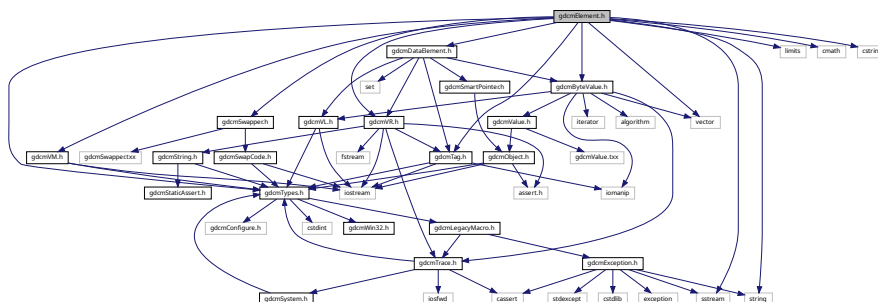 gdcmElement.h
gdcmDataElement.h
limits
cmath
cstring
set
gdcmSmartPointer.h
gdcmByteValue.h
gdcmSwapper.h
gdcmVL.h
gdcmVR.h
gdcmValue.h
iterator
algorithm
vector
gdcmVM.h
gdcmSwapper.txx
gdcmString.h
gdcmSwapCode.h
fstream
gdcmTag.h
gdcmObject.h
gdcmValue.txx
gdcmStaticAssert.h
gdcmTypes.h
iostream
assert.h
iomanip
gdcmConfigure.h
cstdint
gdcmWin32.h
gdcmLegacyMacro.h
gdcmTrace.h
gdcmException.h
gdcmSystem.h
iosfwd
cassert
stdexcept
cstdlib
exception
sstream
string